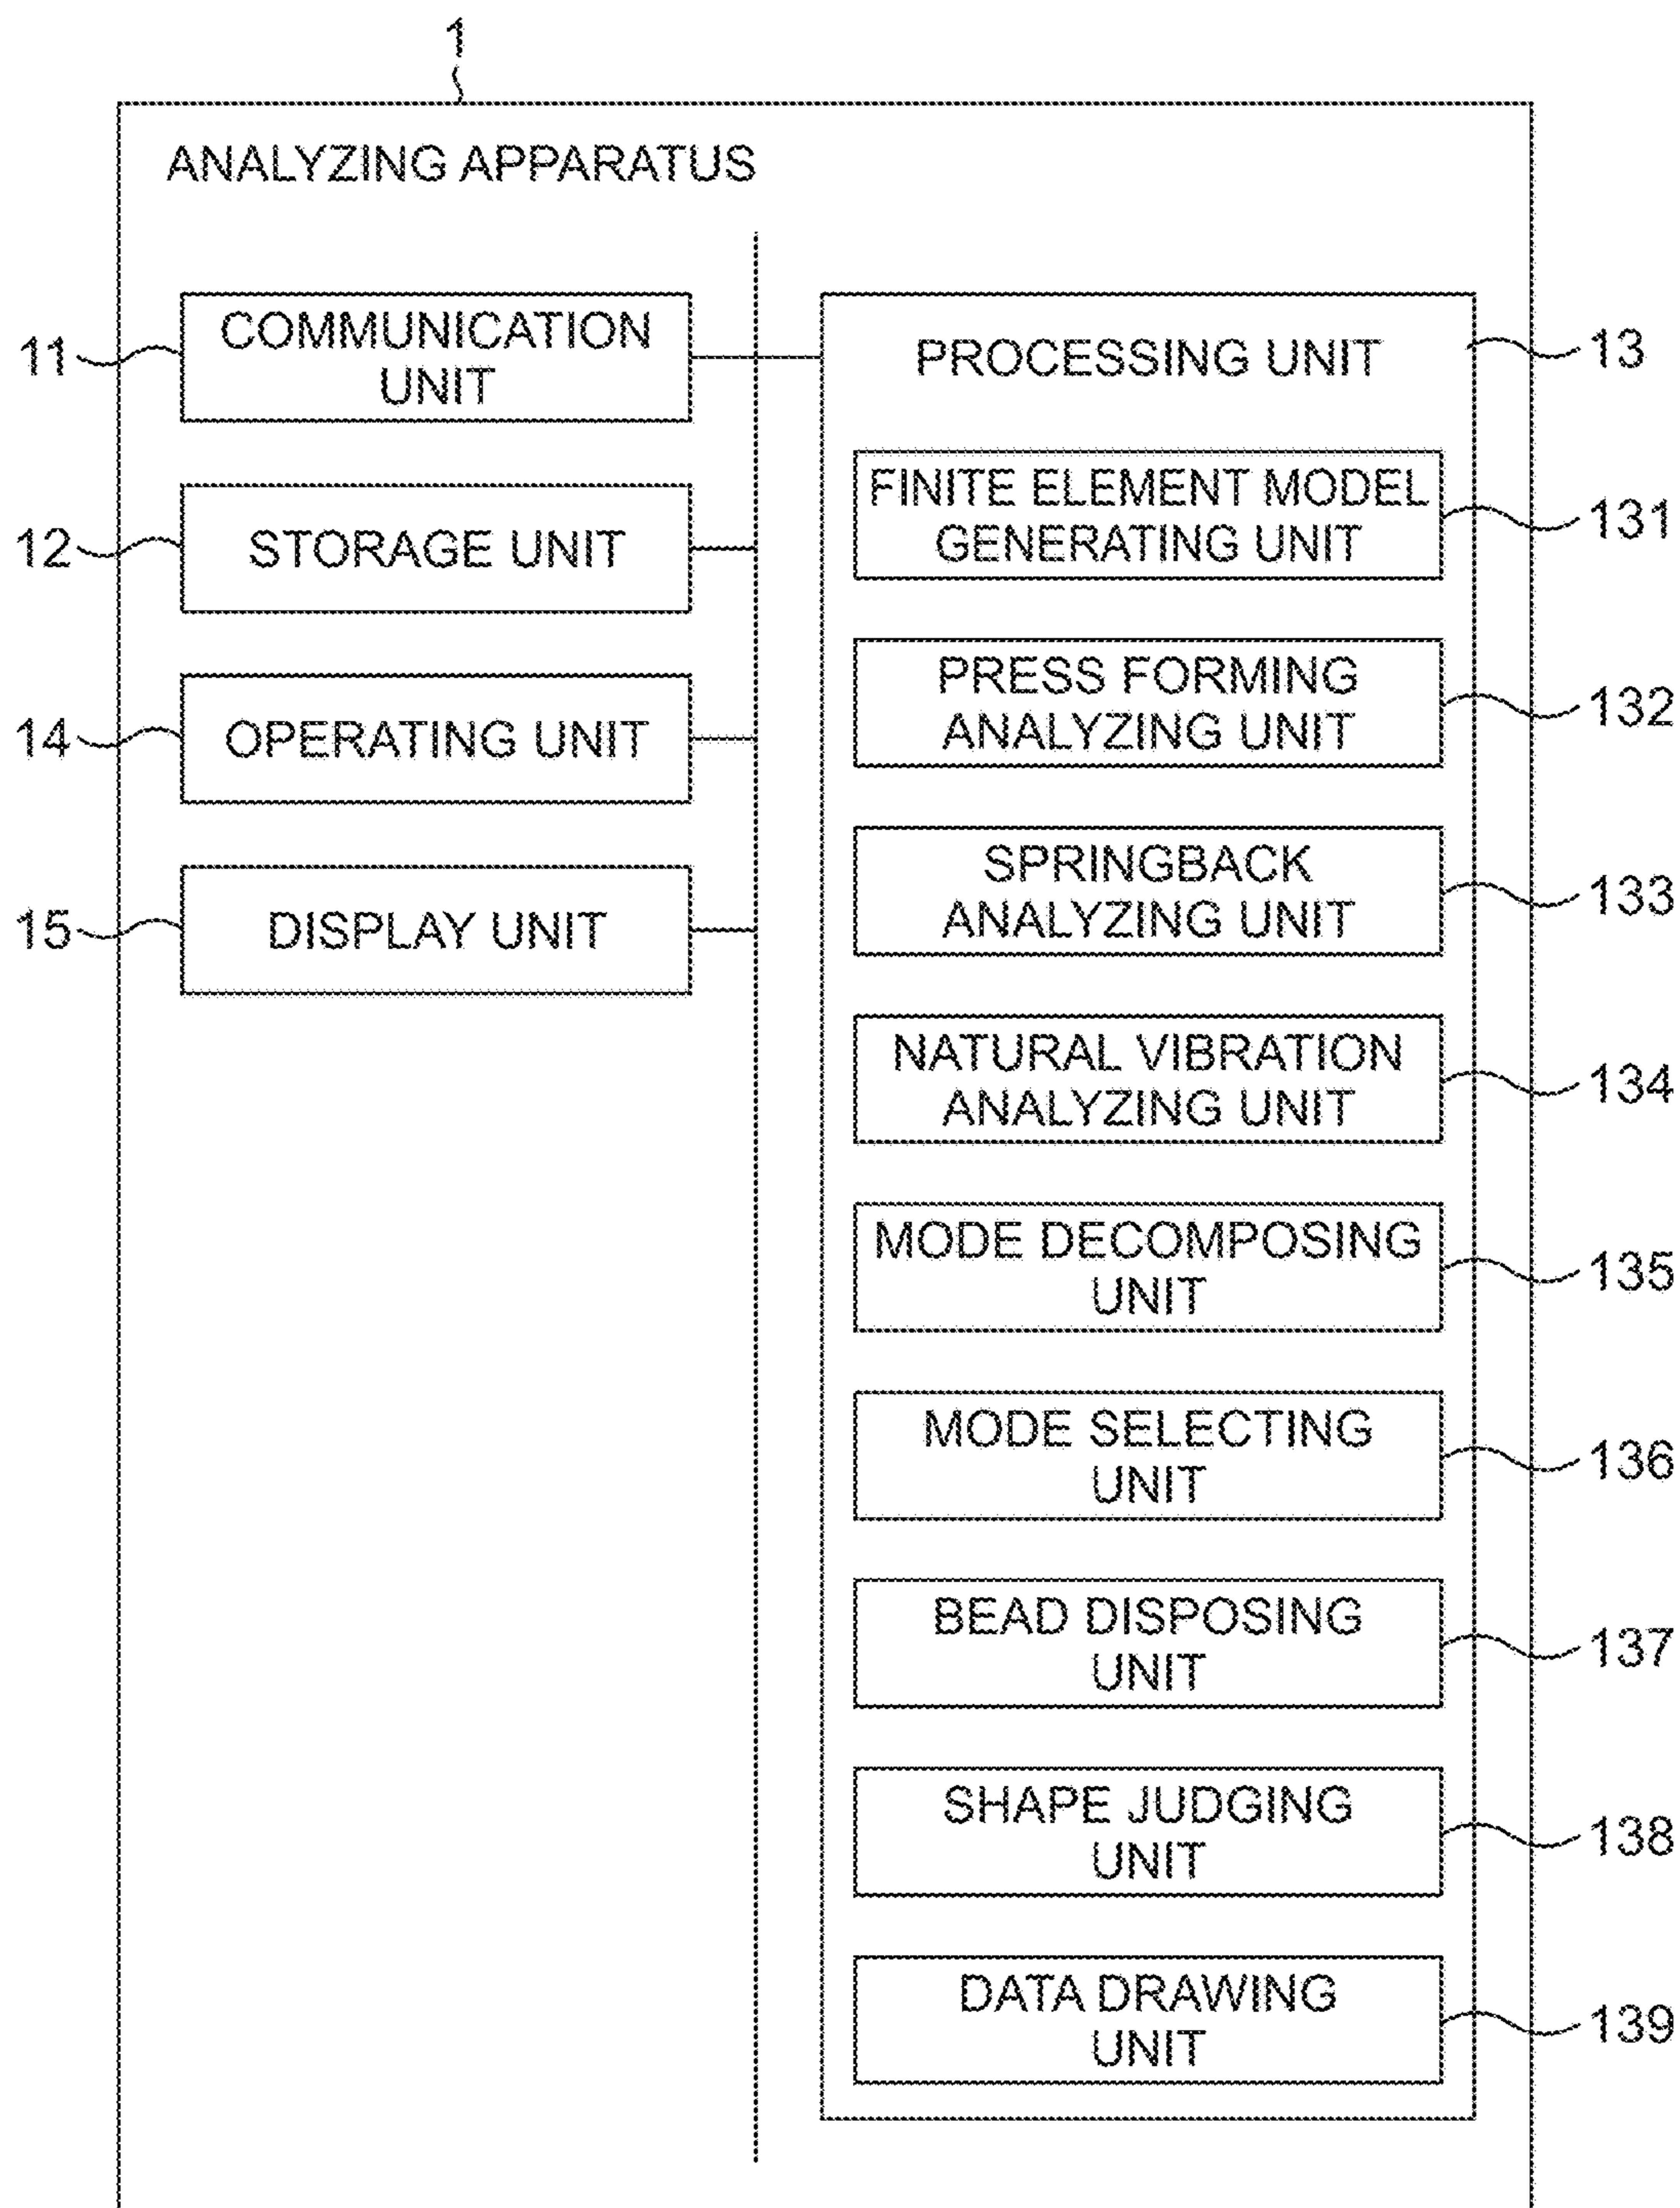 1
ANALYZING APPARATUS
11
COMMUNICATION
UNIT
12
STORAGE UNIT
14
OPERATING UNIT
15
DISPLAY UNIT
PROCESSING UNIT
13
FINITE ELEMENT MODEL
GENERATING UNIT
131
PRESS FORMING
ANALYZING UNIT
132
SPRINGBACK
ANALYZING UNIT
133
NATURAL VIBRATION
ANALYZING UNIT
134
MODE DECOMPOSING
UNIT
135
MODE SELECTING
UNIT
136
BEAD DISPOSING
UNIT
137
SHAPE JUDGING
UNIT
138
DATA DRAWING
UNIT
139